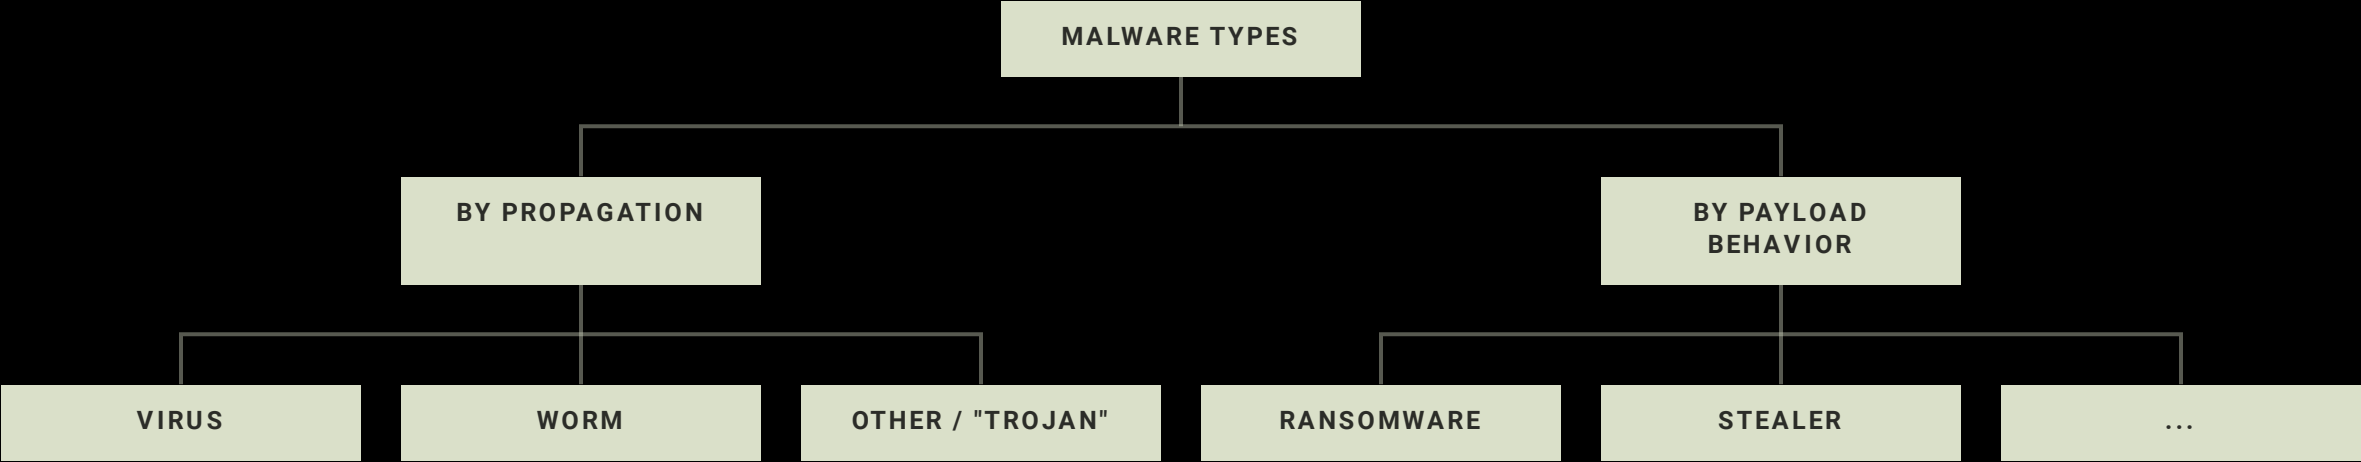 MALWARE TYPES
BY PROPAGATION
BY PAYLOAD
BEHAVIOR
VIRUS
WORM
OTHER / "TROJAN"
RANSOMWARE
STEALER
...